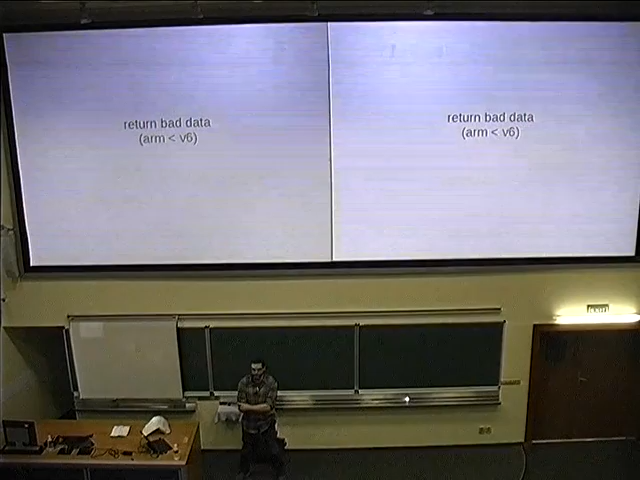 return bad data
(arm < v6)
return bad data
(arm < v6)